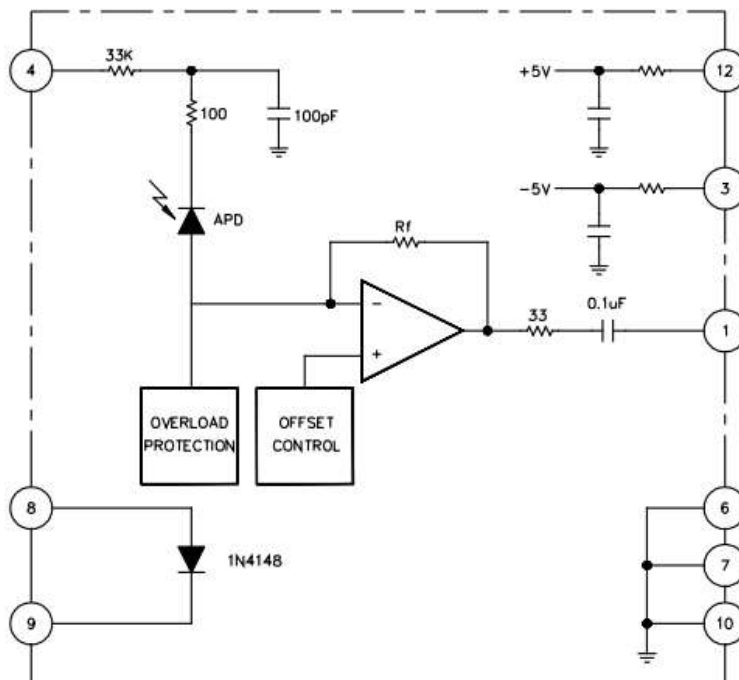 4
33K
100
100pF
+5V
12
-5V
3
APD
Rf
-
+
33
0.1uF
1
OVERLOAD
PROTECTION
OFFSET
CONTROL
8
1N4148
9
6
7
10